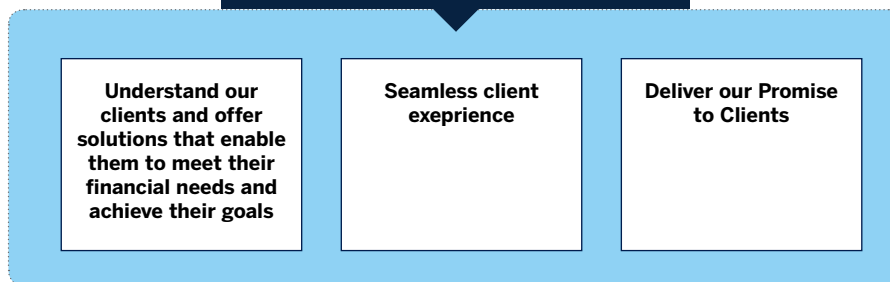 Understand our
clients and offer
solutions that enable
them to meet their
financial needs and
achieve their goals
Seamless client
exeprience
Deliver our Promise
to Clients